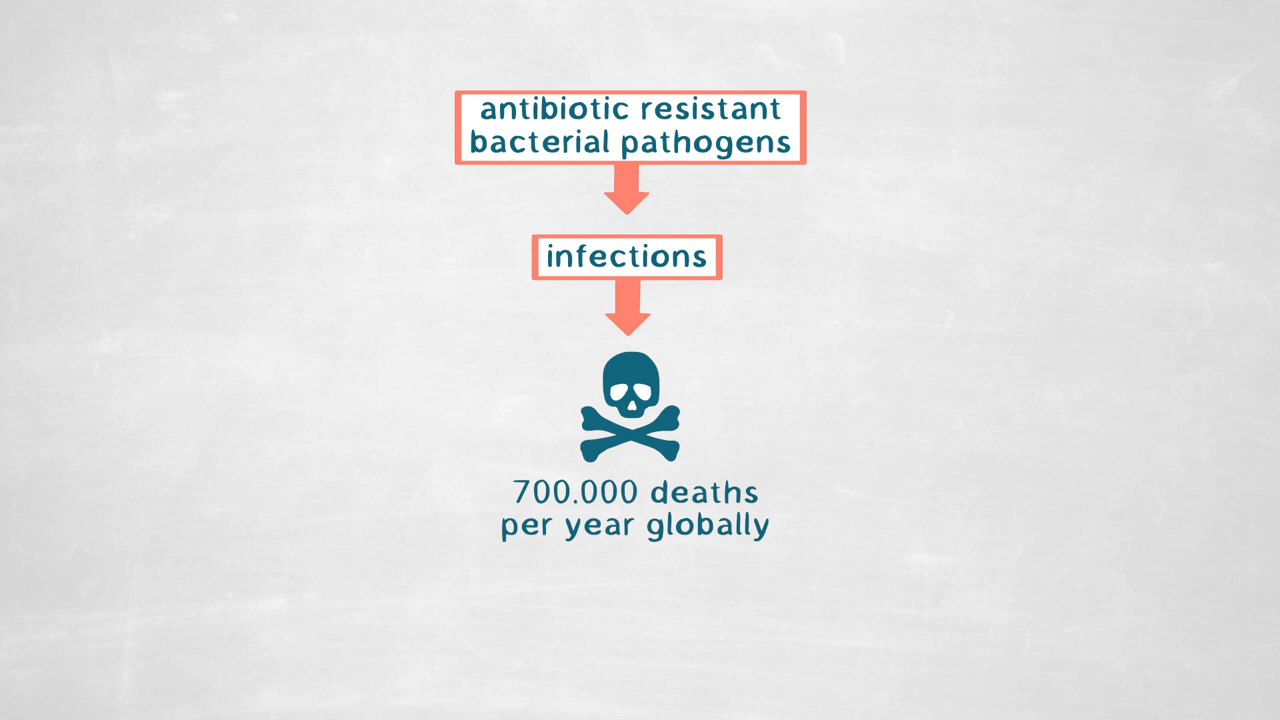 antibiotic resistant
bacterial pathogens
infections
700.000 deaths
per year globally